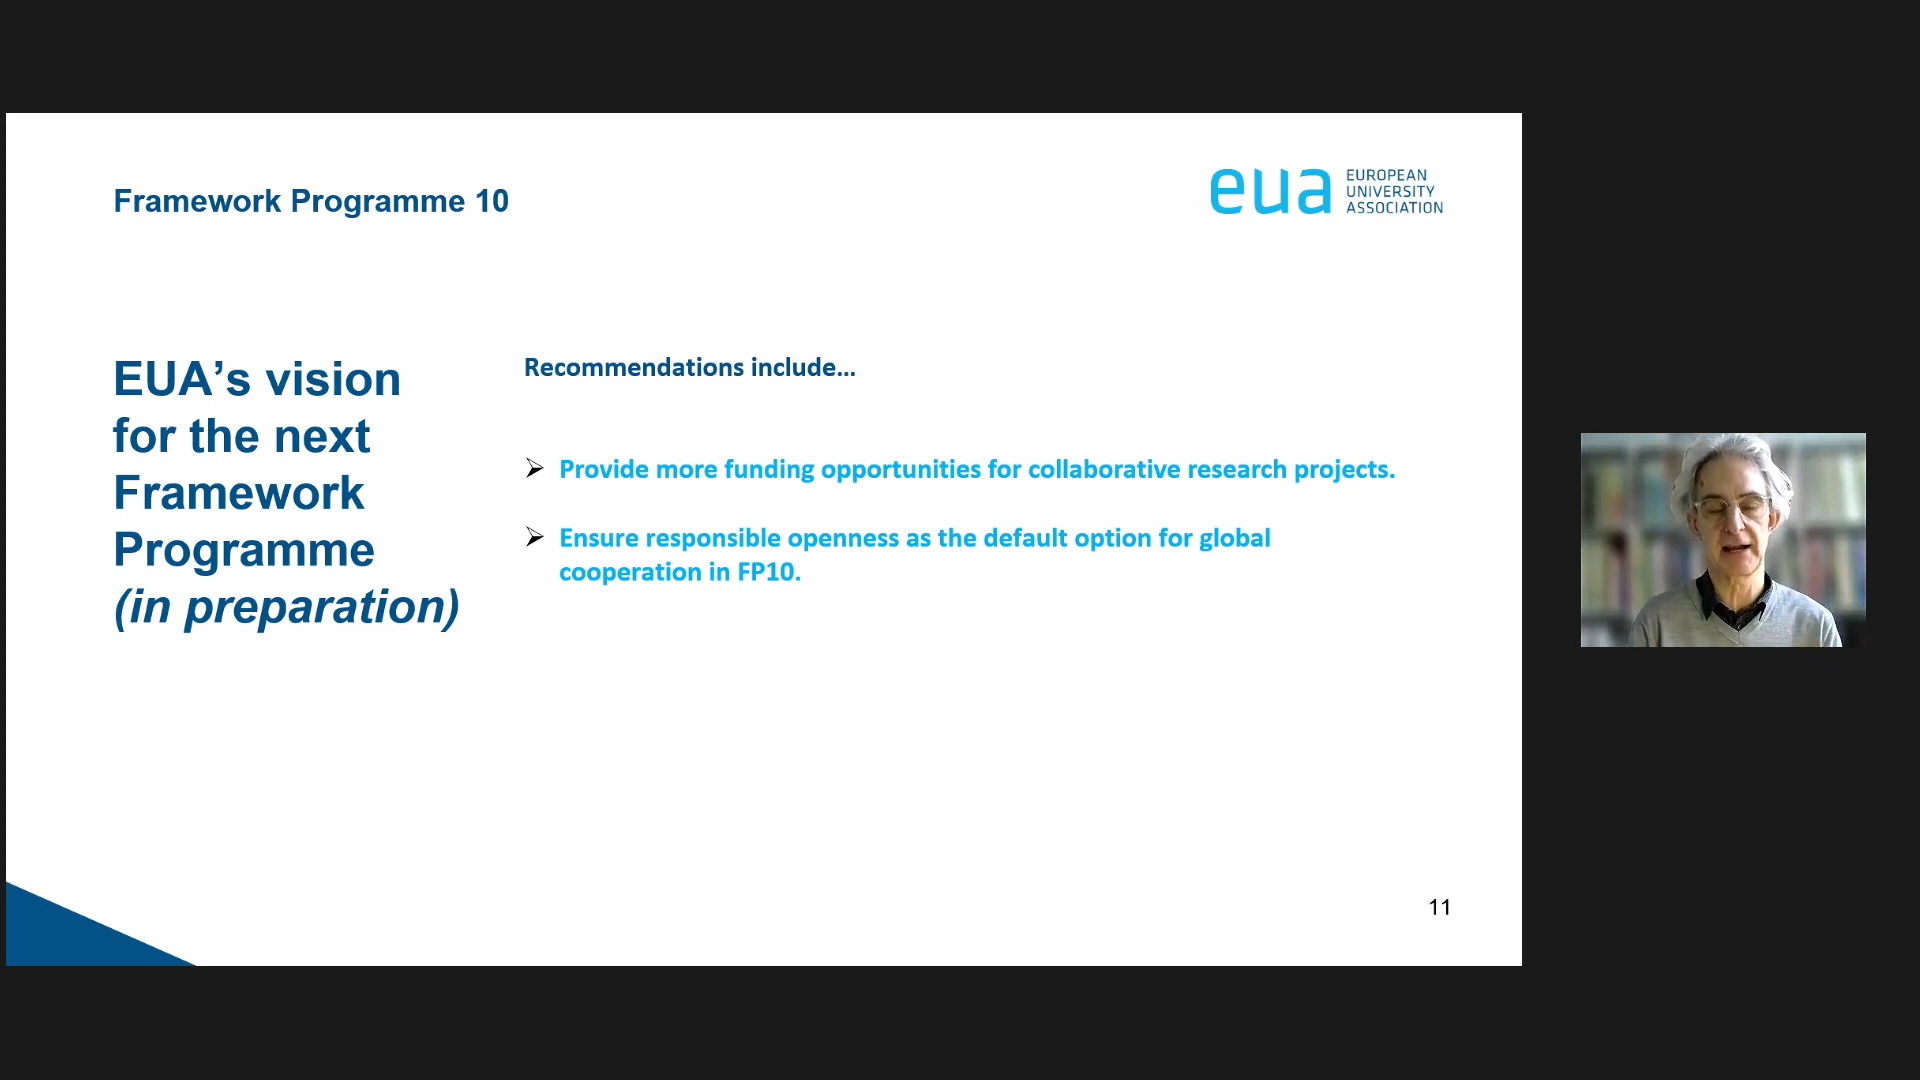 Framework Programme 10
eua
EUROPEAN
UNIVERSITY
ASSOCIATION
EUA’s vision
for the next
Framework
Programme
(in preparation)
Recommendations include…
Provide more funding opportunities for collaborative research projects.
Ensure responsible openness as the default option for global
cooperation in FP10.
11